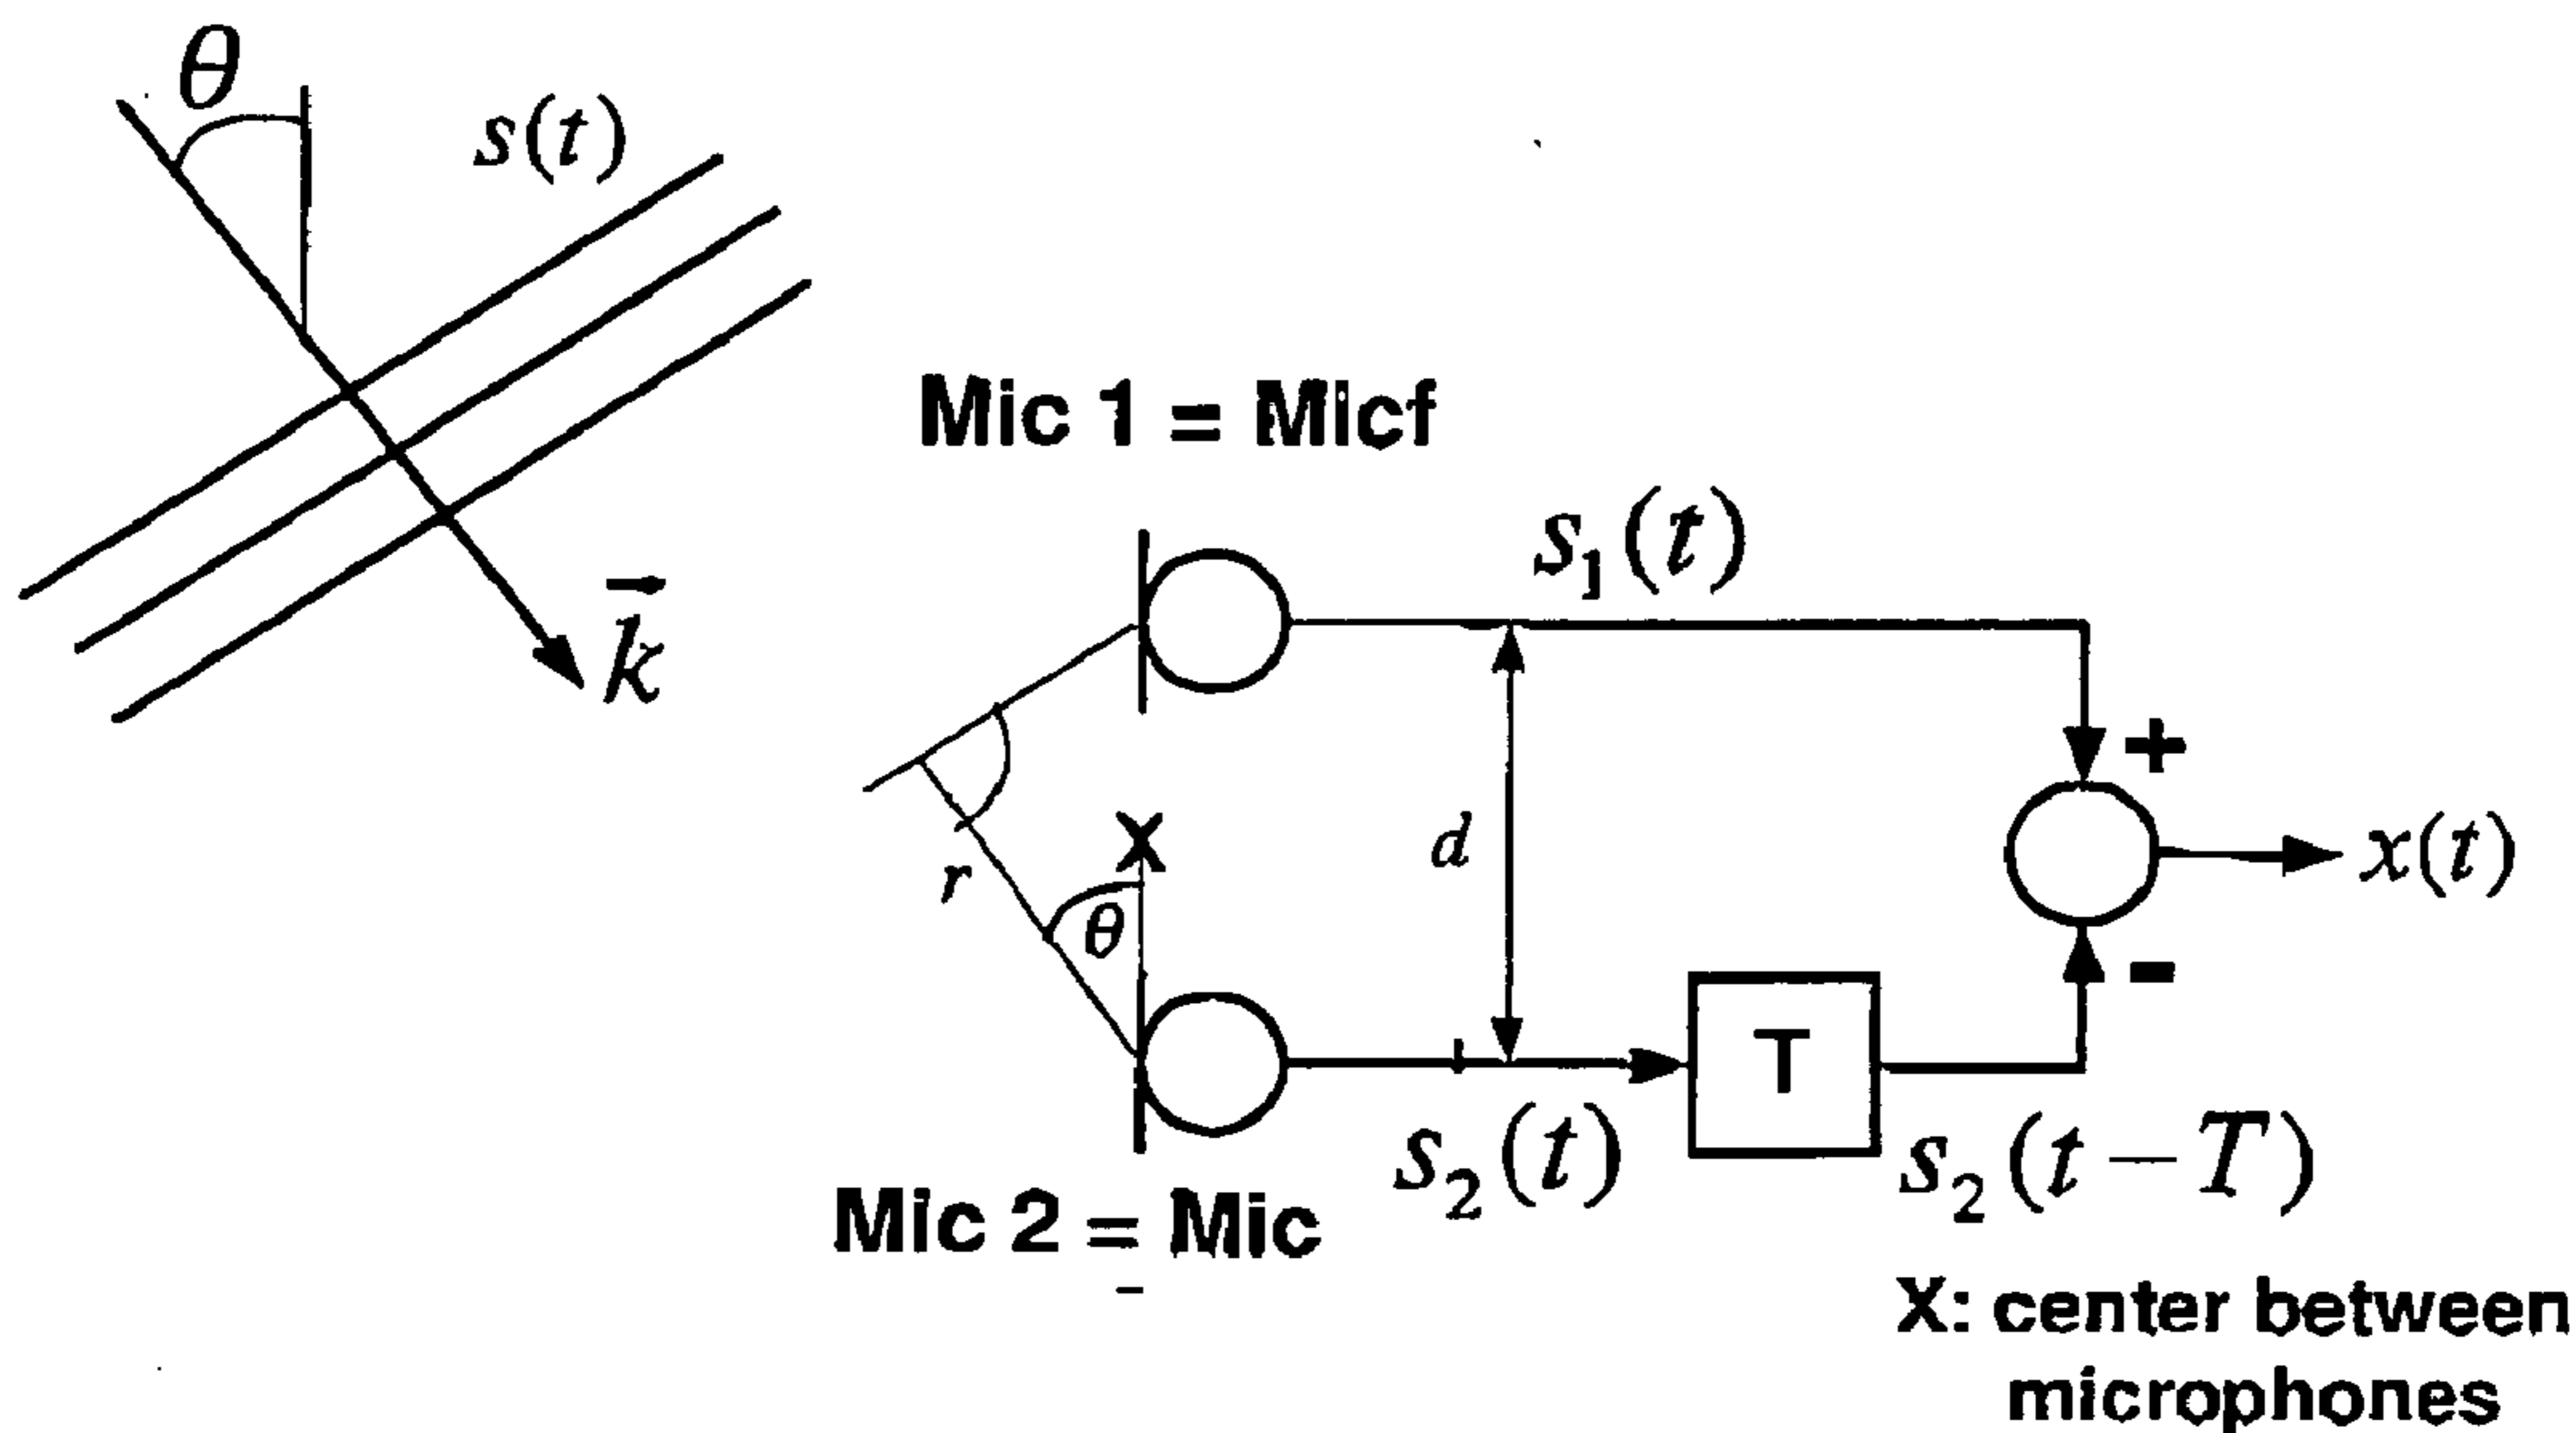 θ
s(t)
k⃗
Mic 1 = Micf
s₁(t)
+
r
X
θ
d
x(t)
T
-
s₂(t)
s₂(t − T)
Mic 2 = Mic
X: center between
microphones